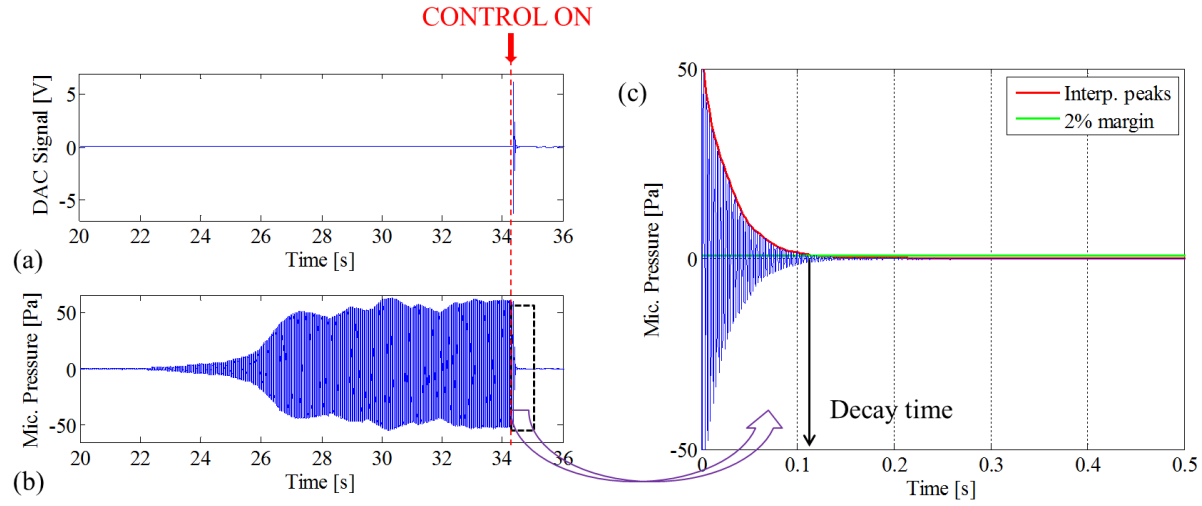 CONTROL ON
(a)
DAC Signal [V]
5
0
-5
20 22 24 26 28 30 32 34 36
Time [s]
(b)
Mic. Pressure [Pa]
50
0
-50
20 22 24 26 28 30 32 34 36
Time [s]
(c)
Mic. Pressure [Pa]
50
0
-50
Interp. peaks
2% margin
Decay time
0 0.1 0.2 0.3 0.4 0.5
Time [s]